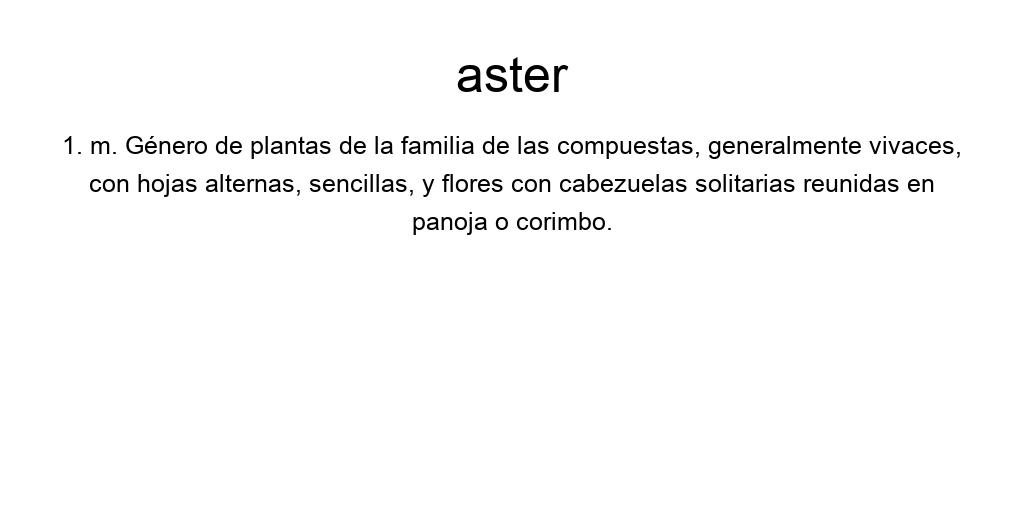 aster
1. m. Género de plantas de la familia de las compuestas, generalmente vivaces,
con hojas alternas, sencillas, y flores con cabezuelas solitarias reunidas en
panoja o corimbo.